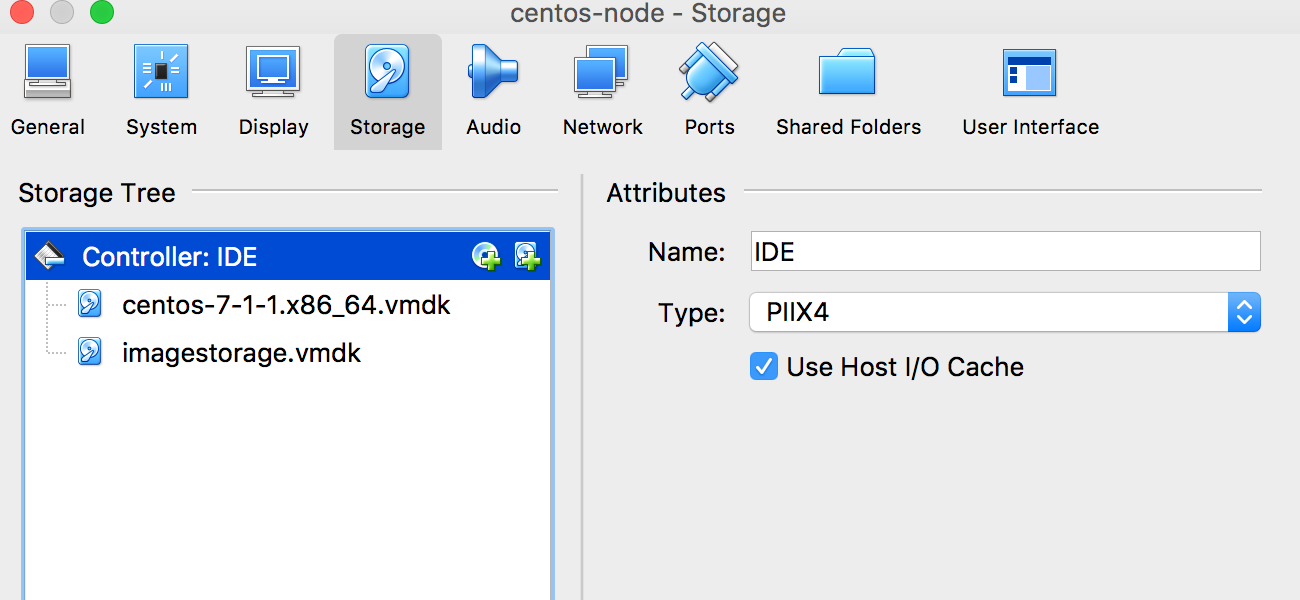 centos-node - Storage
General System Display Storage Audio Network Ports Shared Folders User Interface
Storage Tree
Controller: IDE
centos-7-1-1.x86_64.vmdk
imagestorage.vmdk
Attributes
Name: IDE
Type: PIIX4
Use Host I/O Cache